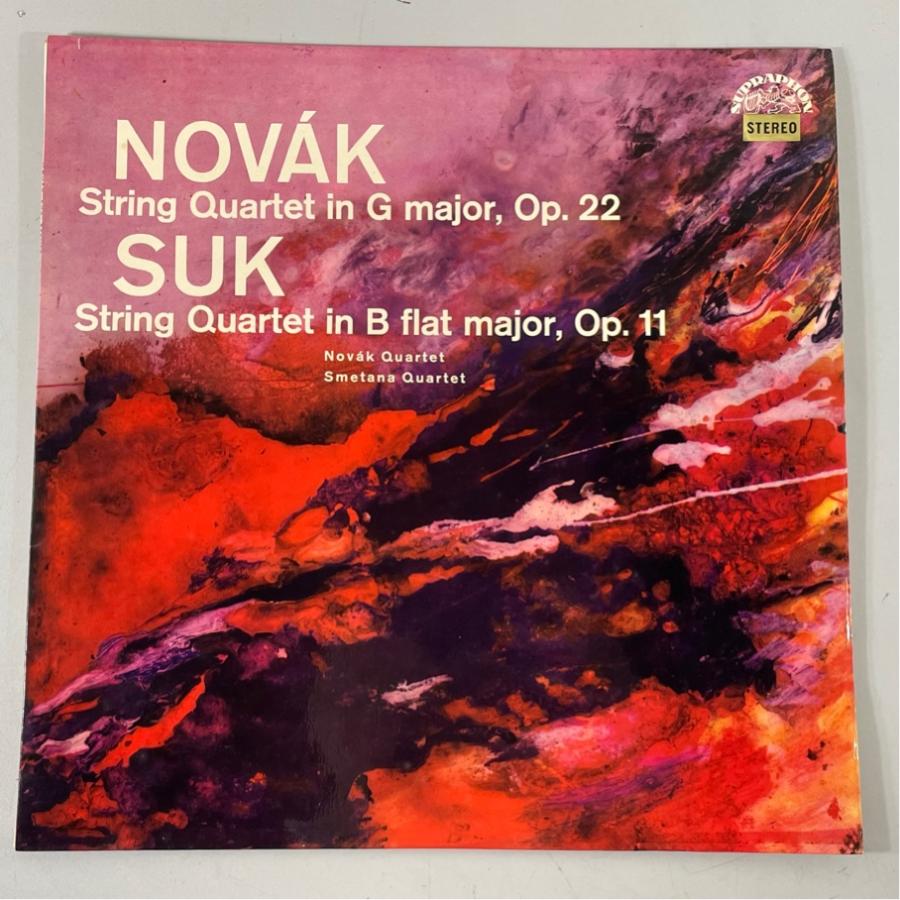 SUPRAPHON
STEREO
NOVÁK
String Quartet in G major, Op. 22
SUK
String Quartet in B flat major, Op. 11
Novák Quartet
Smetana Quartet